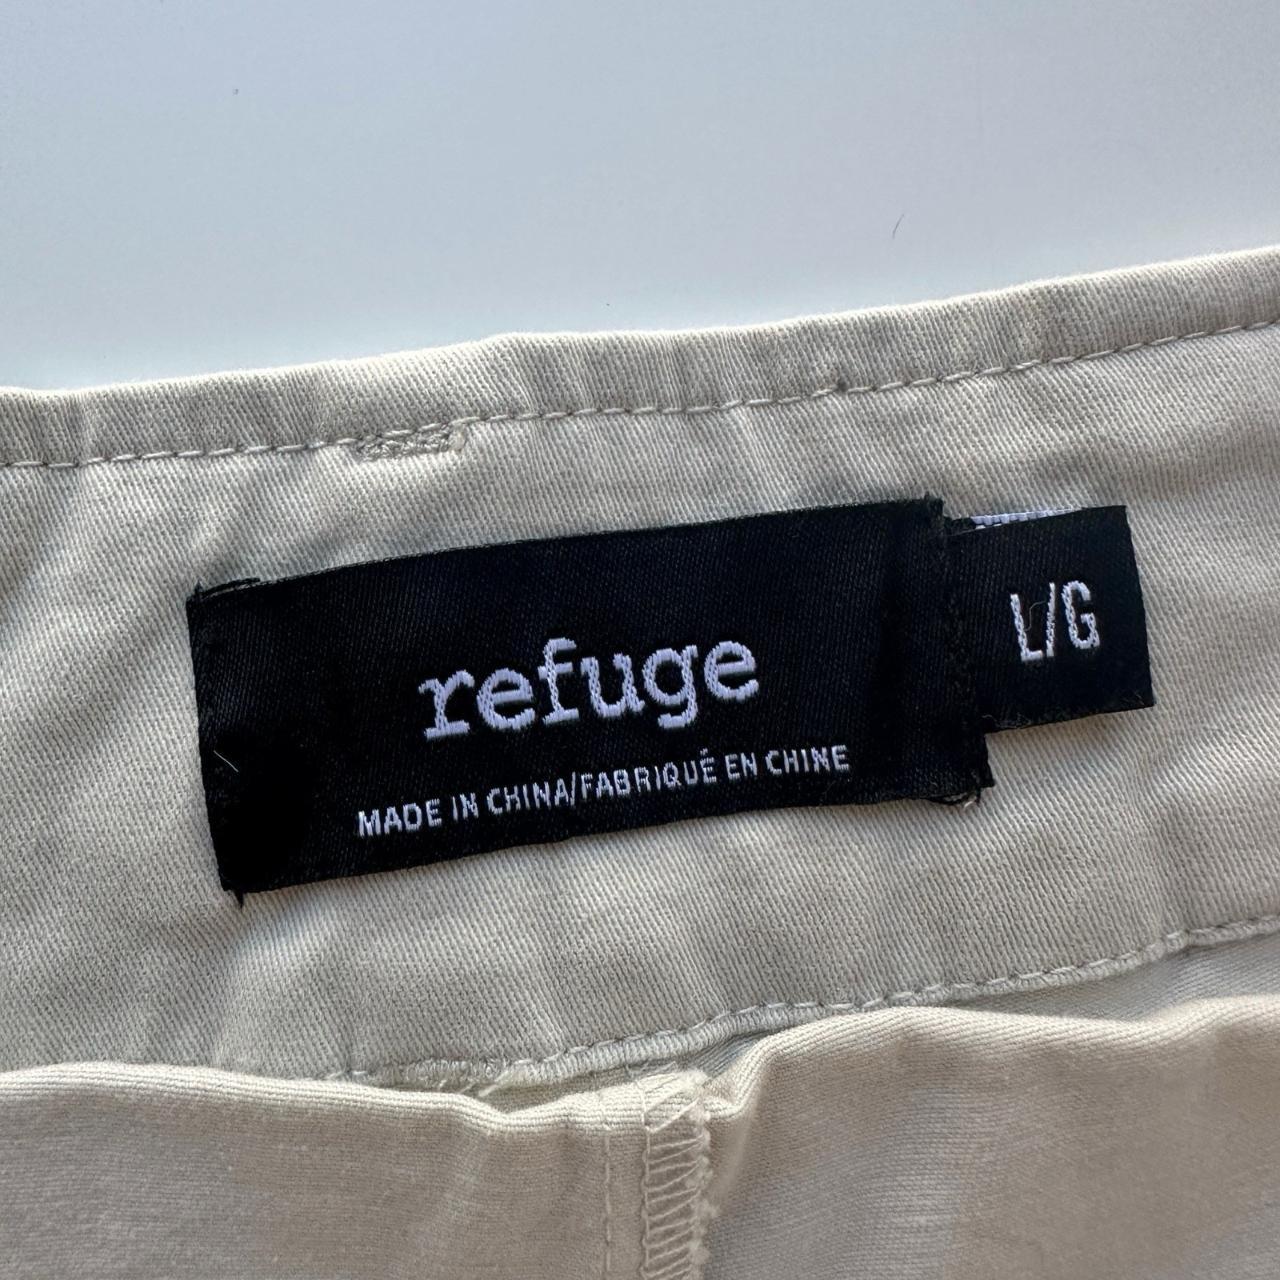 refuge
MADE IN CHINA/FABRIQUÉ EN CHINE
L/G